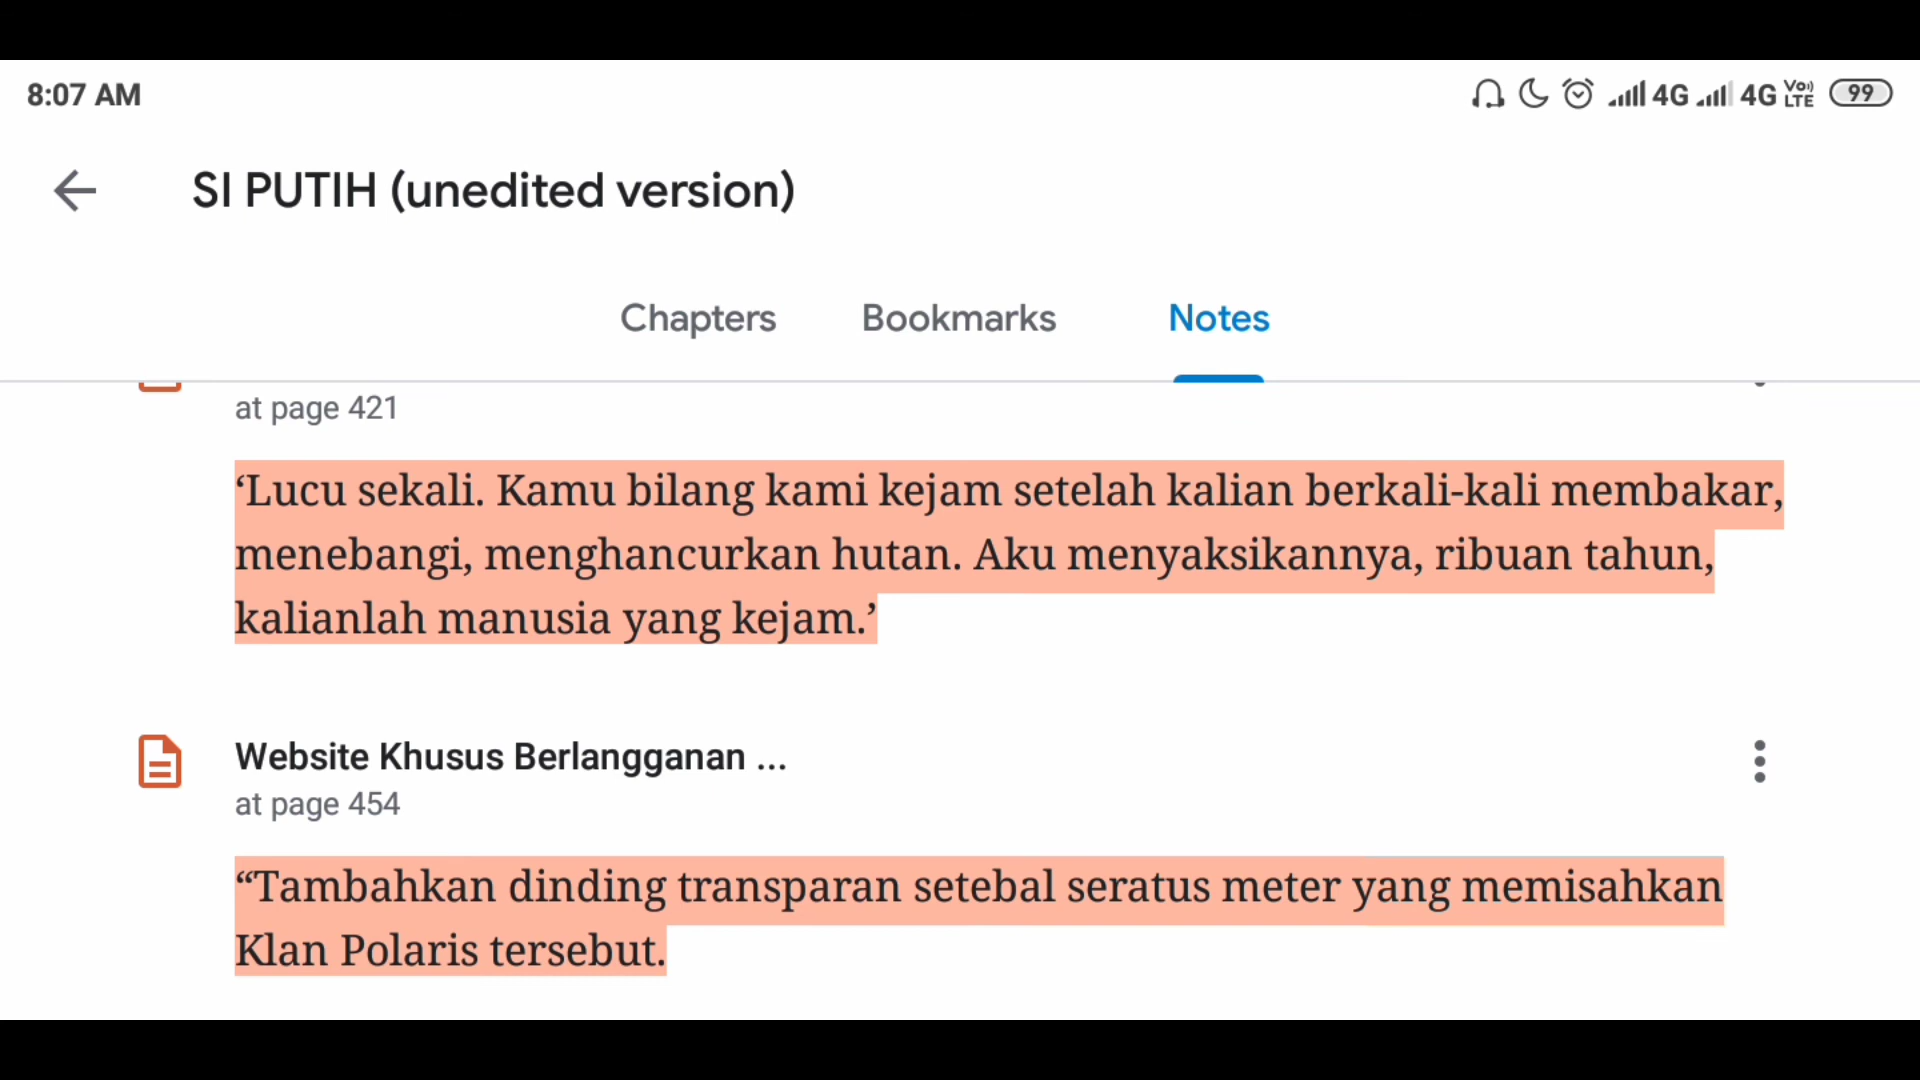 8:07 AM
4G 4G Vo)) LTE 99
SI PUTIH (unedited version)
Chapters Bookmarks Notes
at page 421
‘Lucu sekali. Kamu bilang kami kejam setelah kalian berkali-kali membakar,
menebangi, menghancurkan hutan. Aku menyaksikannya, ribuan tahun,
kalianlah manusia yang kejam.’
Website Khusus Berlangganan ...
at page 454
“Tambahkan dinding transparan setebal seratus meter yang memisahkan
Klan Polaris tersebut.